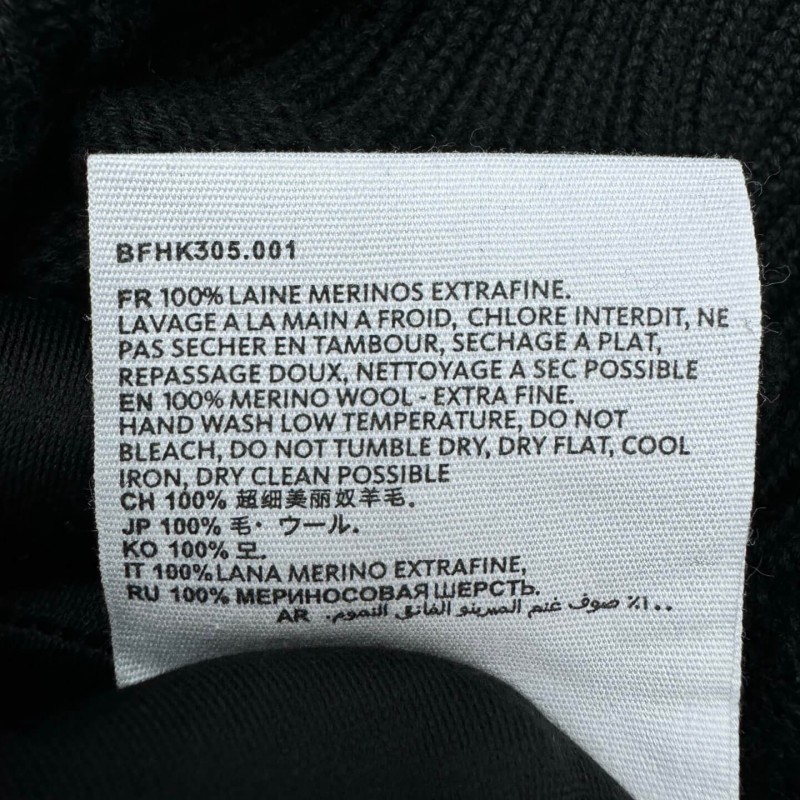 BFHK305.001
FR 100% LAINE MERINOS EXTRAFINE.
LAVAGE A LA MAIN A FROID, CHLORE INTERDIT, NE
PAS SECHER EN TAMBOUR, SECHAGE A PLAT,
REPASSAGE DOUX, NETTOYAGE A SEC POSSIBLE
EN 100% MERINO WOOL - EXTRA FINE.
HAND WASH LOW TEMPERATURE, DO NOT
BLEACH, DO NOT TUMBLE DRY, DRY FLAT, COOL
IRON, DRY CLEAN POSSIBLE
CH 100% 超细美丽奴羊毛.
JP 100% 毛・ウール.
KO 100% 모.
IT 100% LANA MERINO EXTRAFINE,
RU 100% МЕРИНОСОВАЯ ШЕРСТЬ.
١٠٠٪ صوف غنم الميرينو الفائق النعوم. AR